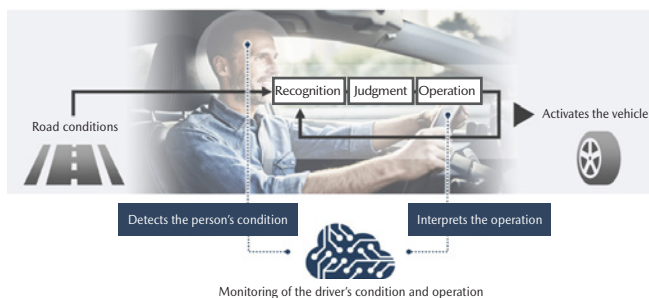 Recognition
Judgment
Operation
Road conditions
Activates the vehicle
Detects the person's condition
Interprets the operation
Monitoring of the driver's condition and operation